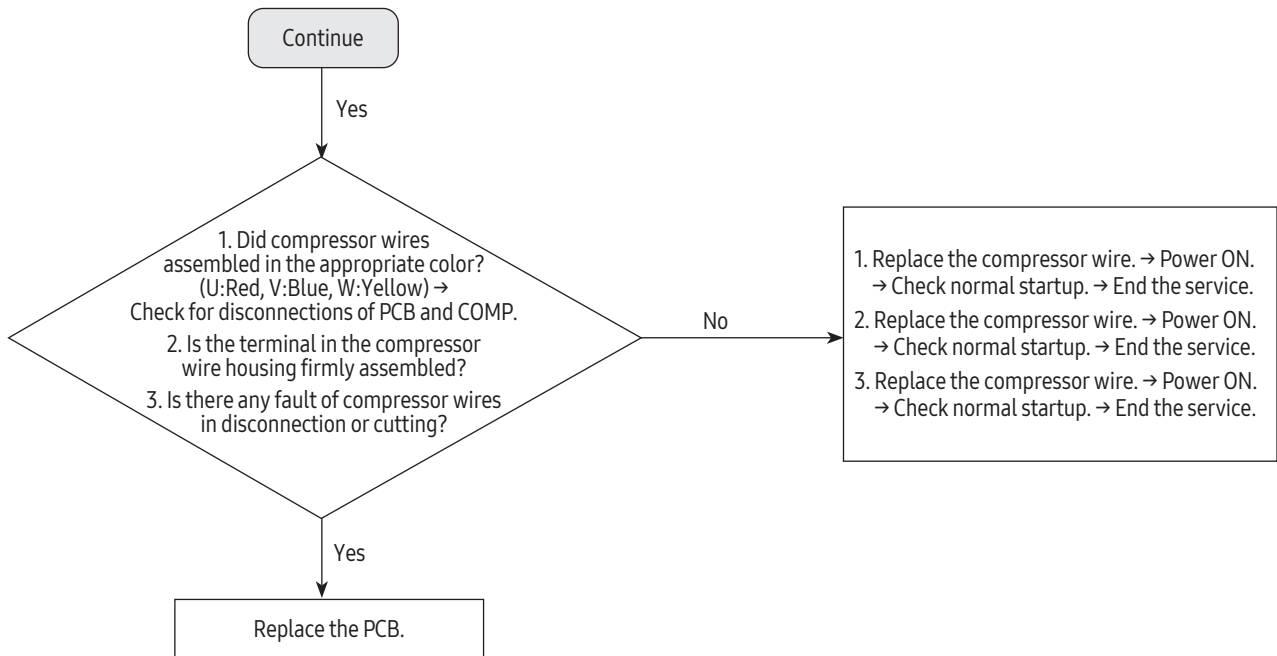 Continue
Yes
1. Did compressor wires
assembled in the appropriate color?
(U:Red, V:Blue, W:Yellow) →
Check for disconnections of PCB and COMP.
2. Is the terminal in the compressor
wire housing firmly assembled?
3. Is there any fault of compressor wires
in disconnection or cutting?
No
1. Replace the compressor wire. → Power ON.
→ Check normal startup. → End the service.
2. Replace the compressor wire. → Power ON.
→ Check normal startup. → End the service.
3. Replace the compressor wire. → Power ON.
→ Check normal startup. → End the service.
Yes
Replace the PCB.